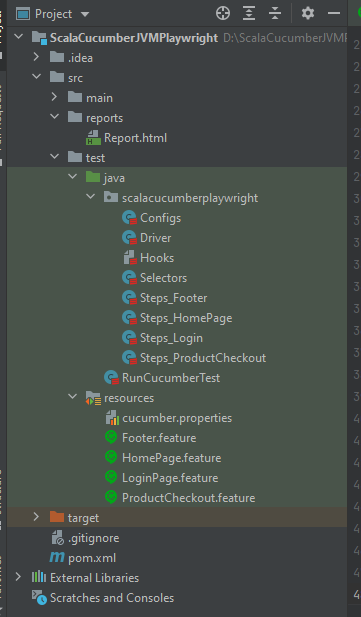 Project
ScalaCucumberJVMPlaywright D:\ScalaCucumberJVMP
.idea
src
main
reports
Report.html
test
java
scalacucumberplaywright
Configs
Driver
Hooks
Selectors
Steps_Footer
Steps_HomePage
Steps_Login
Steps_ProductCheckout
RunCucumberTest
resources
cucumber.properties
Footer.feature
HomePage.feature
LoginPage.feature
ProductCheckout.feature
target
.gitignore
pom.xml
External Libraries
Scratches and Consoles